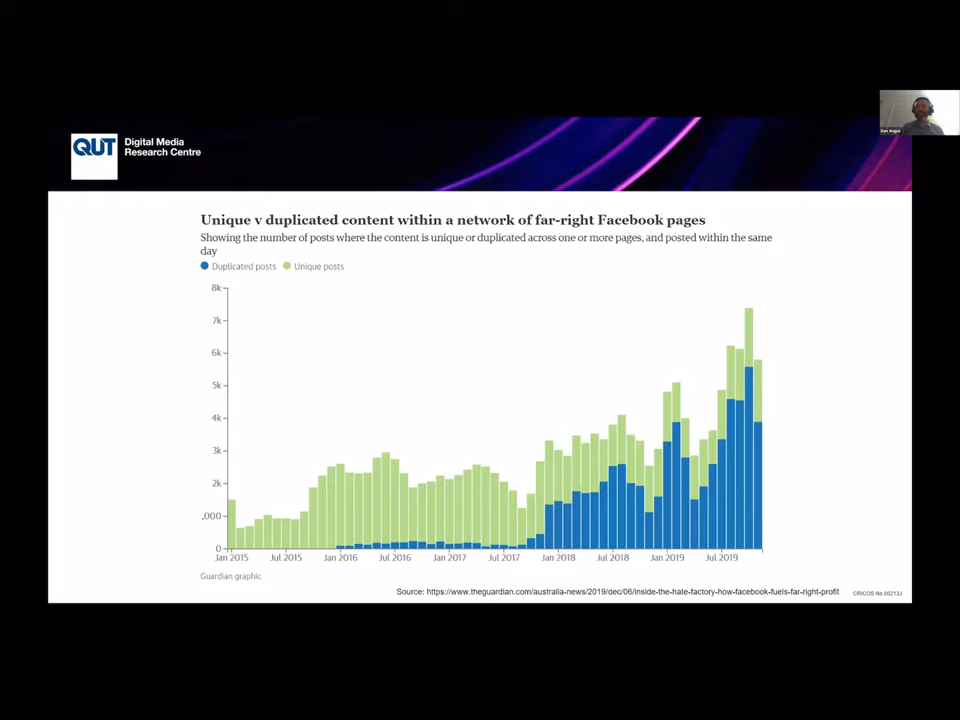 QUT
Digital Media
Research Centre
Dan Angus
Unique v duplicated content within a network of far-right Facebook pages
Showing the number of posts where the content is unique or duplicated across one or more pages, and posted within the same
day
Duplicated posts Unique posts
8k
7k
6k
5k
4k
3k
2k
,000
0
Jan 2015 Jul 2015 Jan 2016 Jul 2016 Jan 2017 Jul 2017 Jan 2018 Jul 2018 Jan 2019 Jul 2019
Guardian graphic
Source: https://www.theguardian.com/australia-news/2019/dec/06/inside-the-hate-factory-how-facebook-fuels-far-right-profit
CRICOS No.00213J